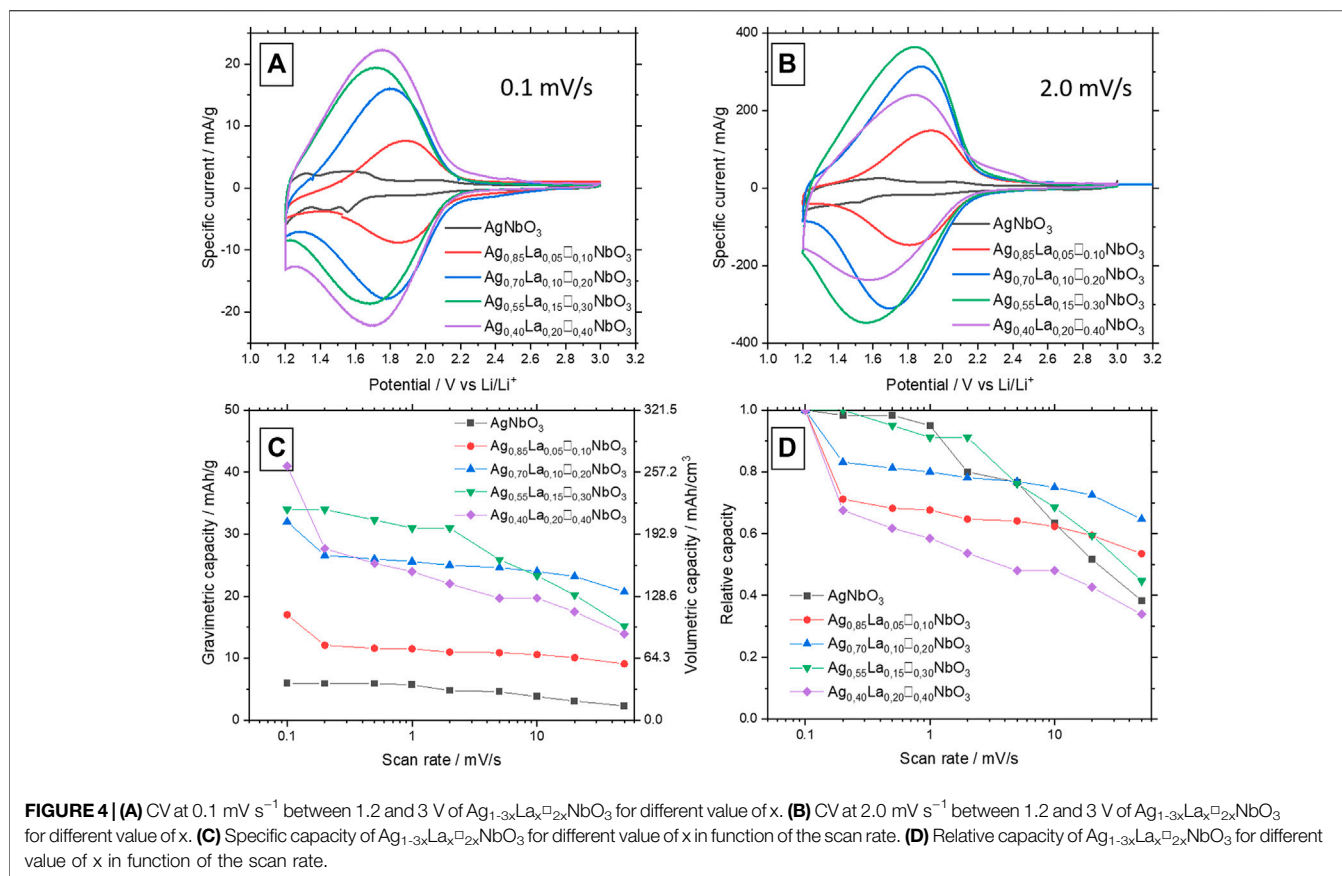 A
0.1 mV/s
20
10
0
-10
-20
Specific current / mA/g
1.0 1.2 1.4 1.6 1.8 2.0 2.2 2.4 2.6 2.8 3.0 3.2
Potential / V vs Li/Li⁺
AgNbO₃
Ag₀,₈₅La₀,₀₅□₀,₁₀NbO₃
Ag₀,₇₀La₀,₁₀□₀,₂₀NbO₃
Ag₀,₅₅La₀,₁₅□₀,₃₀NbO₃
Ag₀,₄₀La₀,₂₀□₀,₄₀NbO₃
B
2.0 mV/s
400
200
0
-200
-400
Specific current / mA/g
1.0 1.2 1.4 1.6 1.8 2.0 2.2 2.4 2.6 2.8 3.0 3.2
Potential / V vs Li/Li⁺
AgNbO₃
Ag₀,₈₅La₀,₀₅□₀.₁₀NbO₃
Ag₀,₇₀La₀,₁₀□₀.₂₀NbO₃
Ag₀,₅₅La₀,₁₅□₀.₃₀NbO₃
Ag₀,₄₀La₀,₂₀□₀.₄₀NbO₃
C
50
40
30
20
10
0
Gravimetric capacity / mAh/g
321.5
257.2
192.9
128.6
64.3
0.0
Volumetric capacity / mAh/cm³
0.1 1 10
Scan rate / mV/s
AgNbO₃
Ag₀,₈₅La₀,₀₅□₀,₁₀NbO₃
Ag₀,₇₀La₀,₁₀□₀,₂₀NbO₃
Ag₀,₅₅La₀,₁₅□₀,₃₀NbO₃
Ag₀,₄₀La₀,₂₀□₀,₄₀NbO₃
D
1.0
0.8
0.6
0.4
0.2
0.0
Relative capacity
0.1 1 10
Scan rate / mV/s
AgNbO₃
Ag₀,₈₅La₀,₀₅□₀,₁₀NbO₃
Ag₀,₇₀La₀,₁₀□₀,₂₀NbO₃
Ag₀,₅₅La₀,₁₅□₀,₃₀NbO₃
Ag₀,₄₀La₀,₂₀□₀,₄₀NbO₃
FIGURE 4 | (A) CV at 0.1 mV s⁻¹ between 1.2 and 3 V of Ag₁₋₃ₓLaₓ□₂ₓNbO₃ for different value of x. (B) CV at 2.0 mV s⁻¹ between 1.2 and 3 V of Ag₁₋₃ₓLaₓ□₂ₓNbO₃
for different value of x. (C) Specific capacity of Ag₁₋₃ₓLaₓ□₂ₓNbO₃ for different value of x in function of the scan rate. (D) Relative capacity of Ag₁₋₃ₓLaₓ□₂ₓNbO₃ for different
value of x in function of the scan rate.